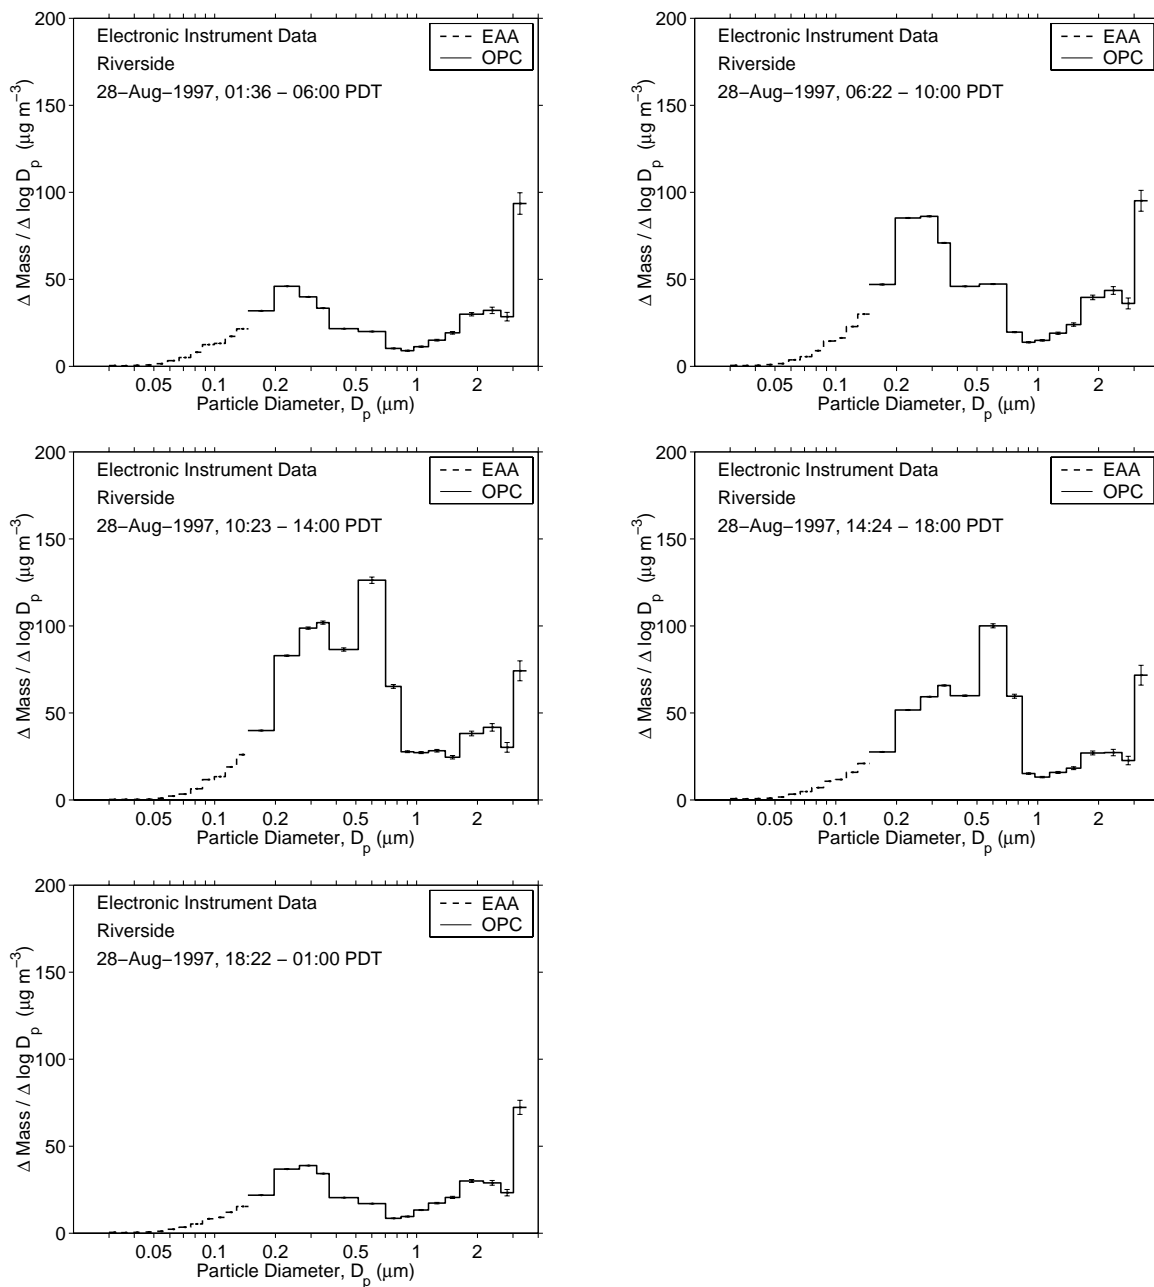 200
150
100
50
0
Δ Mass / Δ log D_p (μg m⁻³)
Electronic Instrument Data
Riverside
28–Aug–1997, 01:36 – 06:00 PDT
EAA
OPC
0.05 0.1 0.2 0.5 1 2
Particle Diameter, D_p (μm)
200
150
100
50
0
Δ Mass / Δ log D_p (μg m⁻³)
Electronic Instrument Data
Riverside
28–Aug–1997, 06:22 – 10:00 PDT
EAA
OPC
0.05 0.1 0.2 0.5 1 2
Particle Diameter, D_p (μm)
200
150
100
50
0
Δ Mass / Δ log D_p (μg m⁻³)
Electronic Instrument Data
Riverside
28–Aug–1997, 10:23 – 14:00 PDT
EAA
OPC
0.05 0.1 0.2 0.5 1 2
Particle Diameter, D_p (μm)
200
150
100
50
0
Δ Mass / Δ log D_p (μg m⁻³)
Electronic Instrument Data
Riverside
28–Aug–1997, 14:24 – 18:00 PDT
EAA
OPC
0.05 0.1 0.2 0.5 1 2
Particle Diameter, D_p (μm)
200
150
100
50
0
Δ Mass / Δ log D_p (μg m⁻³)
Electronic Instrument Data
Riverside
28–Aug–1997, 18:22 – 01:00 PDT
EAA
OPC
0.05 0.1 0.2 0.5 1 2
Particle Diameter, D_p (μm)